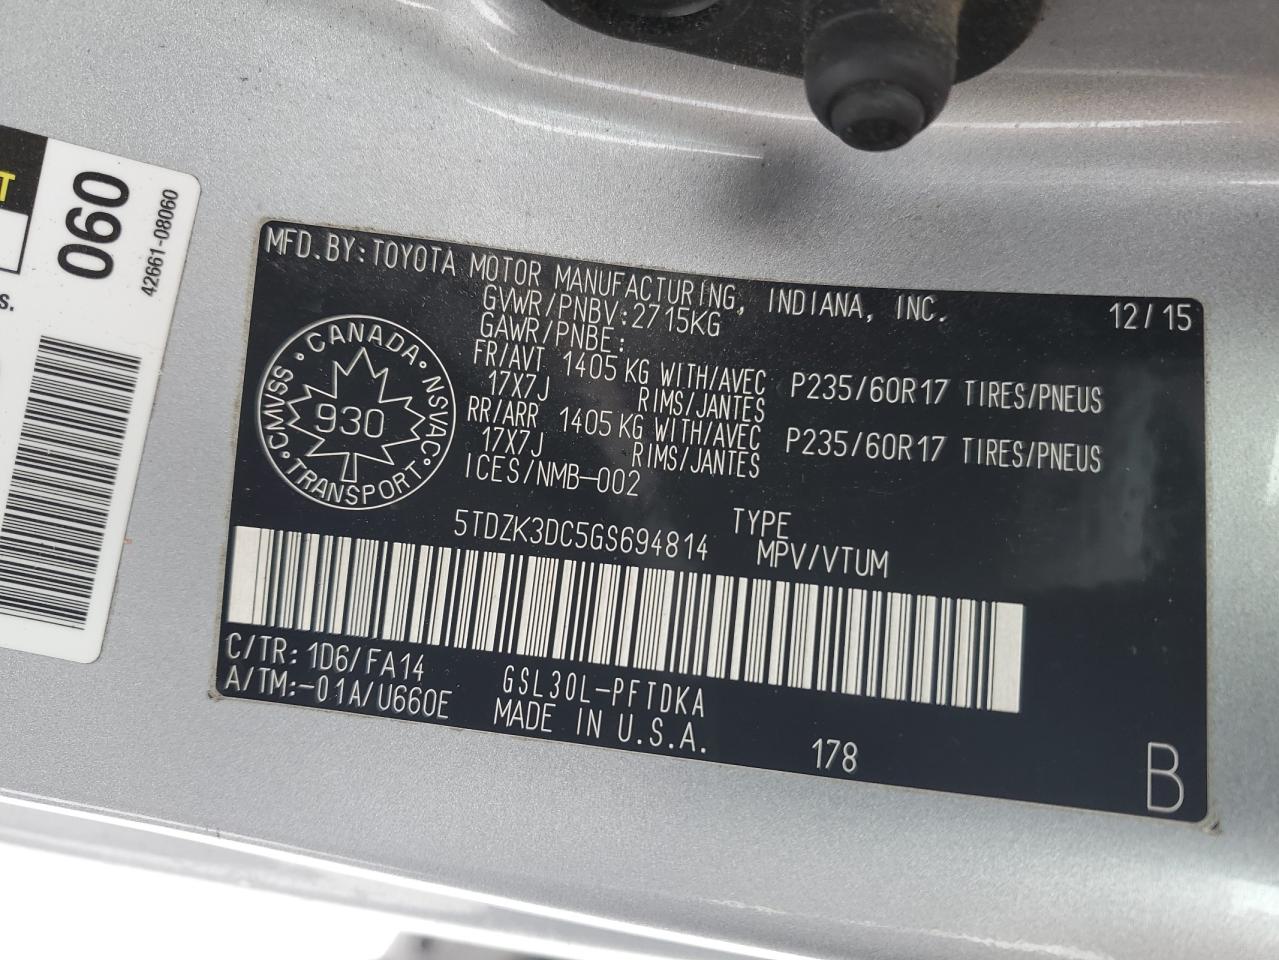 T
060
42661-08060
s.
MFD. BY: TOYOTA MOTOR MANUFACTURING, INDIANA, INC. 12/15
GVWR/PNBV: 2715KG
GAWR/PNBE:
FR/AVT 1405 KG WITH/AVEC P235/60R17 TIRES/PNEUS
17X7J RIMS/JANTES
RR/ARR 1405 KG WITH/AVEC P235/60R17 TIRES/PNEUS
17X7J RIMS/JANTES
ICES/NMB-002
CANADA
CMVSS NSVAC
930
TRANSPORT
5TDZK3DC5GS694814 TYPE
MPV/VTUM
C/TR: 1D6/FA14 GSL30L-PFTDKA
A/TM:-01A/U660E MADE IN U.S.A.
178 B